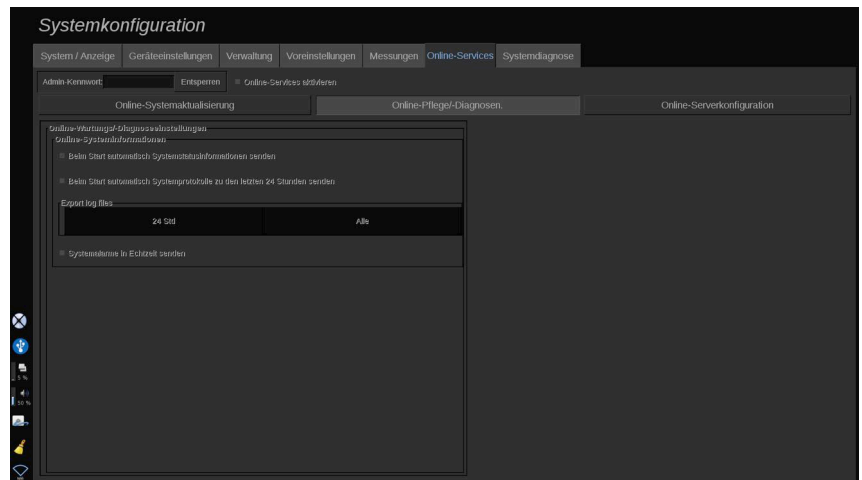 Systemkonfiguration
System / Anzeige Geräteeinstellungen Verwaltung Voreinstellungen Messungen Online-Services Systemdiagnose
Admin-Kennwort: Entsperren Online-Services aktivieren
Online-Systemaktualisierung Online-Pflege/-Diagnosen. Online-Serverkonfiguration
Online-Wartungs/-Diagnoseeinstellungen
Online-Systeminformationen
Beim Start automatisch Systemstatusinformationen senden
Beim Start automatisch Systemprotokolle zu den letzten 24 Stunden senden
Export log files
24 Std Alle
Systemalarme in Echtzeit senden
5 %
50 %